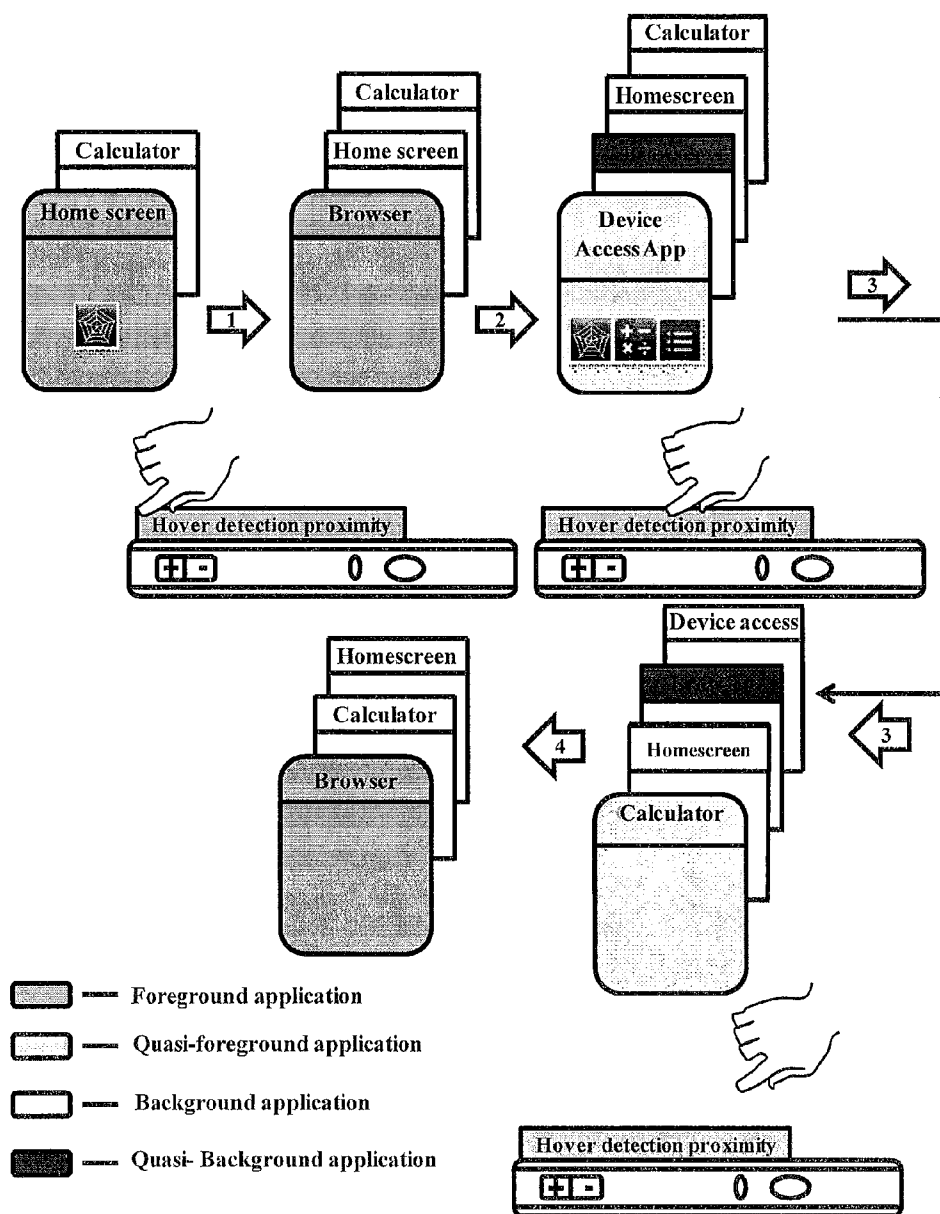 Calculator
Calculator
Homescreen
Calculator
Home screen
Home screen
Browser
Device
Access App
1
2
3
Hover detection proximity
Hover detection proximity
+ -
+ -
Device access
Homescreen
Calculator
4
3
Homescreen
Browser
Calculator
Foreground application
Quasi-foreground application
Background application
Quasi- Background application
Hover detection proximity
+ -